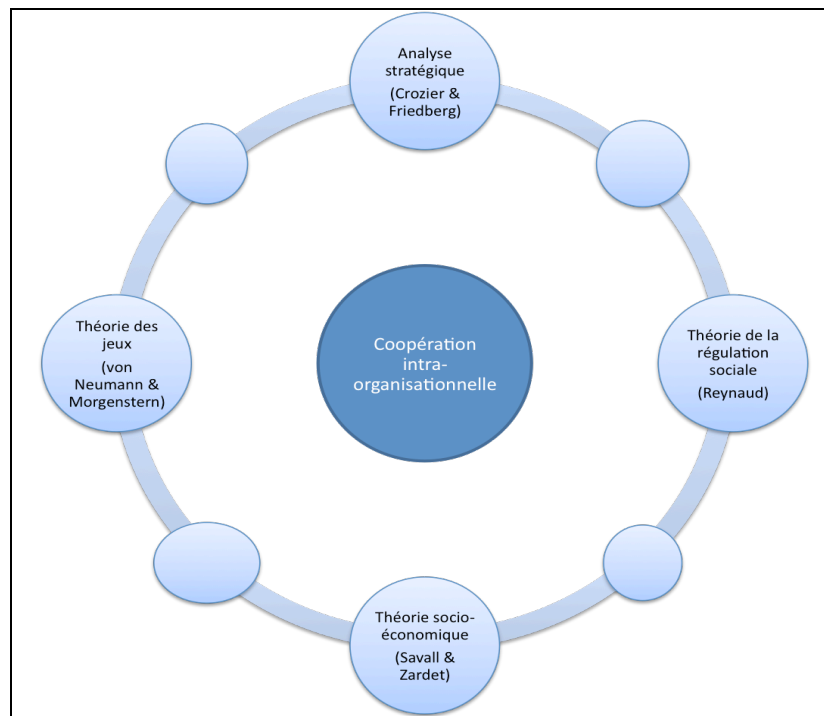 Analyse
stratégique
(Crozier &
Friedberg)
Théorie des
jeux
(von
Neumann &
Morgenstern)
Coopération
intra-
organisationnelle
Théorie de la
régulation
sociale
(Reynaud)
Théorie socio-
économique
(Savall &
Zardet)